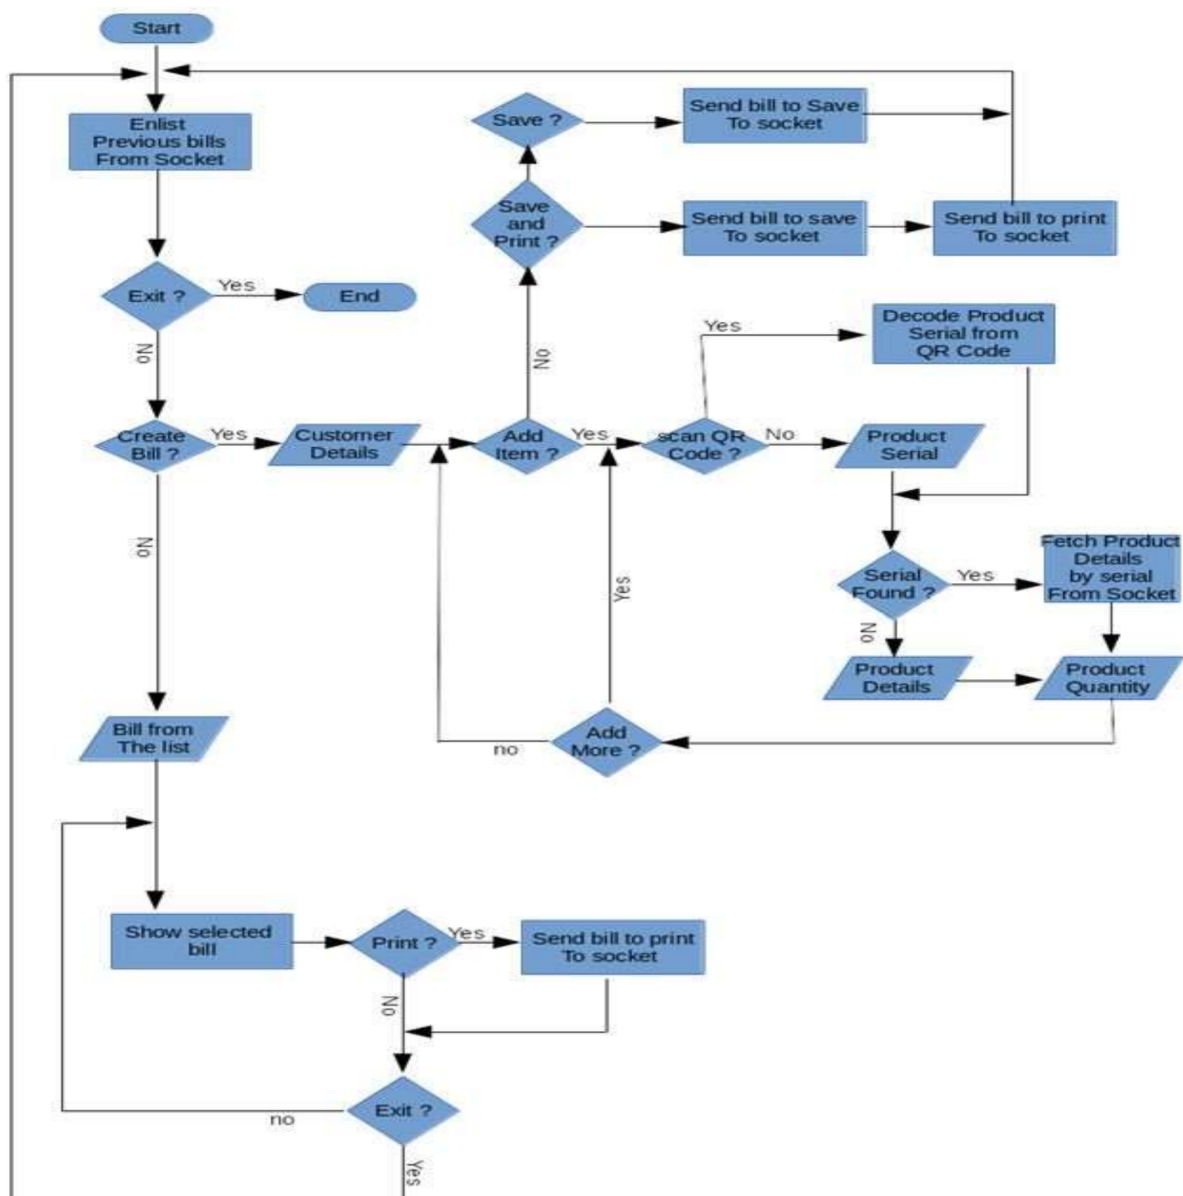 Start
Enlist
Previous bills
From Socket
Save ?
Send bill to Save
To socket
Save
and
Print ?
Send bill to save
To socket
Send bill to print
To socket
Exit ?
Yes
End
No
No
Yes
Decode Product
Serial from
QR Code
Create
Bill ?
Yes
Customer
Details
Add
Item ?
Yes
scan QR
Code ?
No
Product
Serial
No
Yes
Serial
Found ?
Yes
Fetch Product
Details
by serial
From Socket
No
Product
Details
Product
Quantity
Bill from
The list
no
Add
More ?
Show selected
bill
Print ?
Yes
Send bill to print
To socket
No
Exit ?
no
Yes